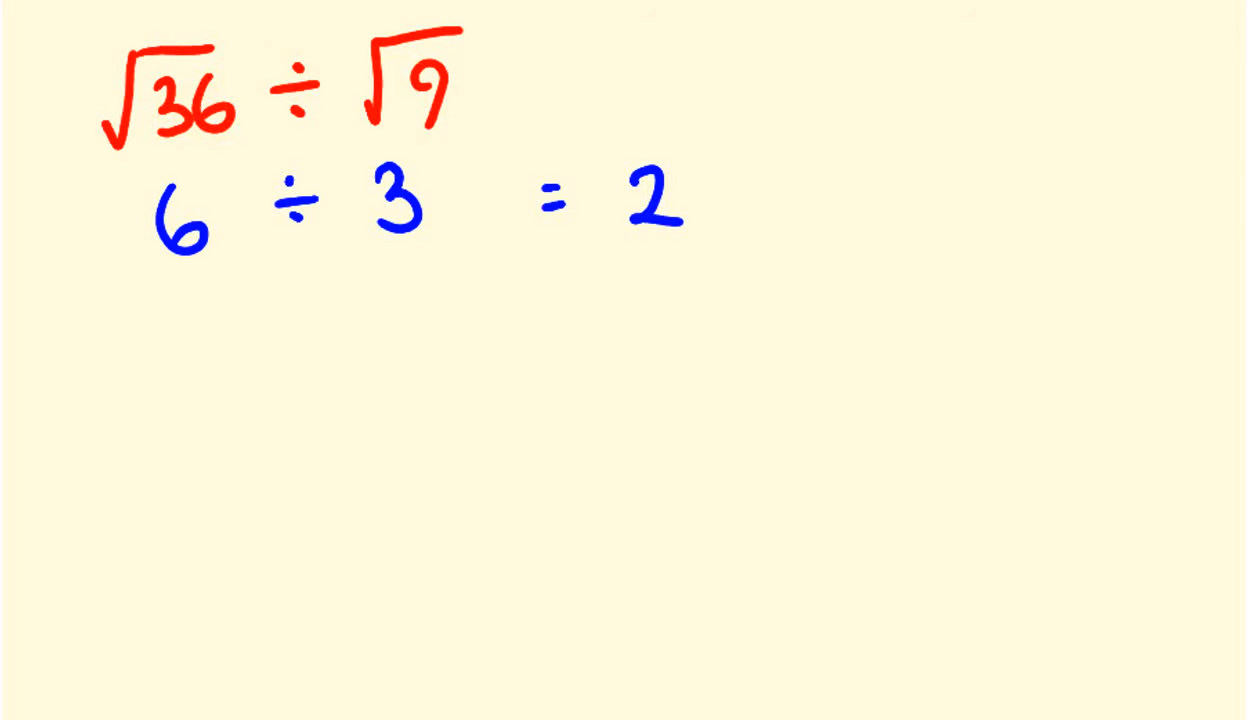 √36 ÷ √9
6 ÷ 3 = 2